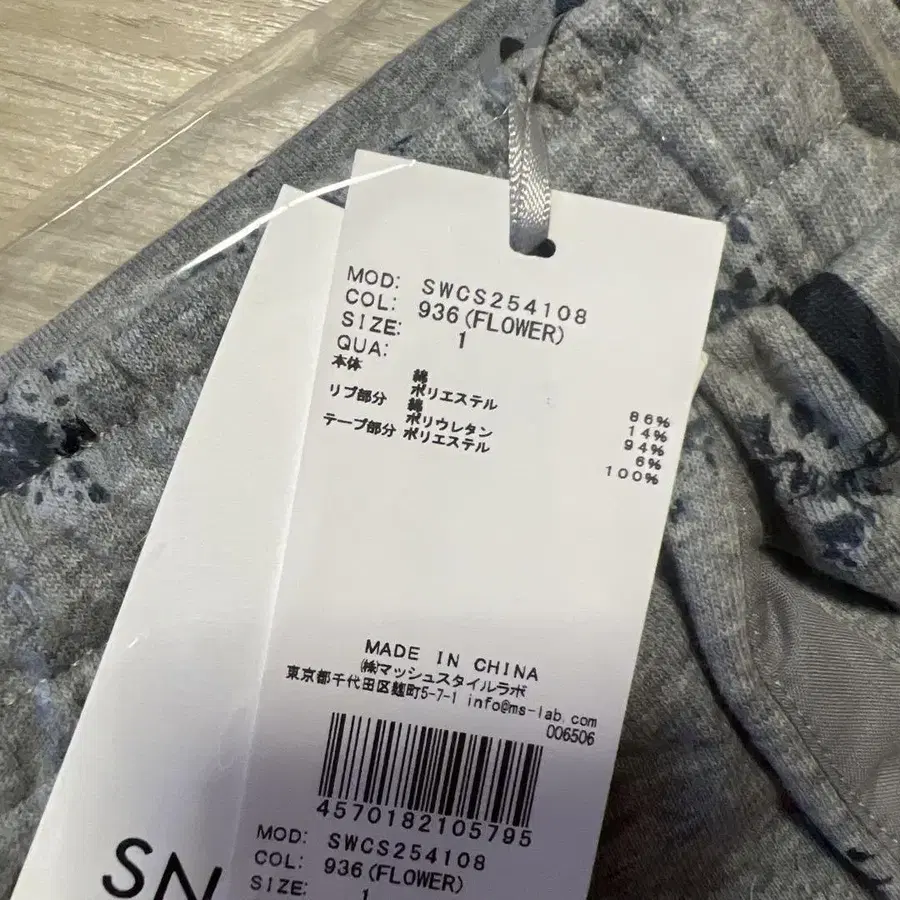 MOD: SWCS254108
COL: 936(FLOWER)
SIZE: 1
QUA:
本体 綿 86%
ポリエステル 14%
リブ部分 綿 94%
ポリウレタン 6%
テープ部分 ポリエステル 100%
MADE IN CHINA
㈱マッシュスタイルラボ
東京都千代田区麹町5-7-1 info@ms-lab.com
006506
4570182105795
MOD: SWCS254108
COL: 936(FLOWER)
SIZE: 1
SN